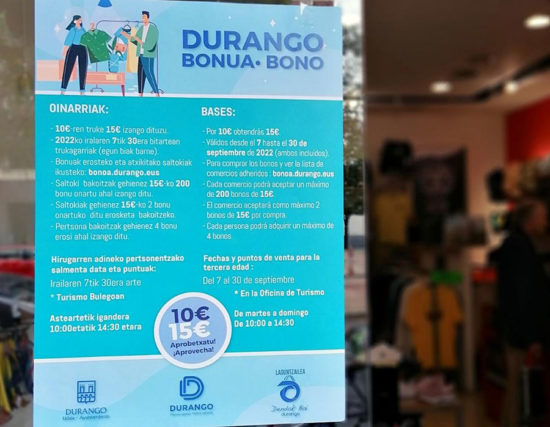 DURANGO
BONUA • BONO
OINARRIAK:
- 10€-ren truke 15€ izango dituzu.
- 2022ko irailaren 7tik 30era bitartean
trukagarriak (egun biak barne).
- Bonuak erosteko eta atxikitako saltokiak
ikusteko: bonoa.durango.eus
- Saltoki bakoitzak gehienez 15€-ko 200
bonu onartu ahal izango ditu.
- Saltokiak gehienez 15€-ko 2 bonu
onartuko ditu erosketa bakoitzeko.
- Pertsona bakoitzak gehienez 4 bonu
erosi ahal izango ditu.
Hirugarren adineko pertsonentzako
salmenta data eta puntuak:
Irailaren 7tik 30era arte
* Turismo Bulegoan
Asteartetik igandera
10:00etatik 14:30 etara
BASES:
- Por 10€ obtendrás 15€
- Válidos desde el 7 hasta el 30 de
septiembre de 2022 (ambos incluidos).
- Para comprar los bonos y ver la lista de
comercios adheridos : bonoa.durango.eus
- Cada comercio podrá aceptar un máximo
de 200 bonos de 15€.
- El comercio aceptará como máximo 2
bonos de 15€ por compra.
- Cada persona podrá adquirir un máximo de
4 bonos.
Fechas y puntos de venta para la
tercera edad :
Del 7 al 30 de septiembre
* En la Oficina de Turismo
De martes a domingo
De 10:00 a 14:30
10€
15€
Aprobetxatu!
¡Aprovecha!
DURANGO
DURANGO
LAGUNTZAILEA
Dendak Bai
durango